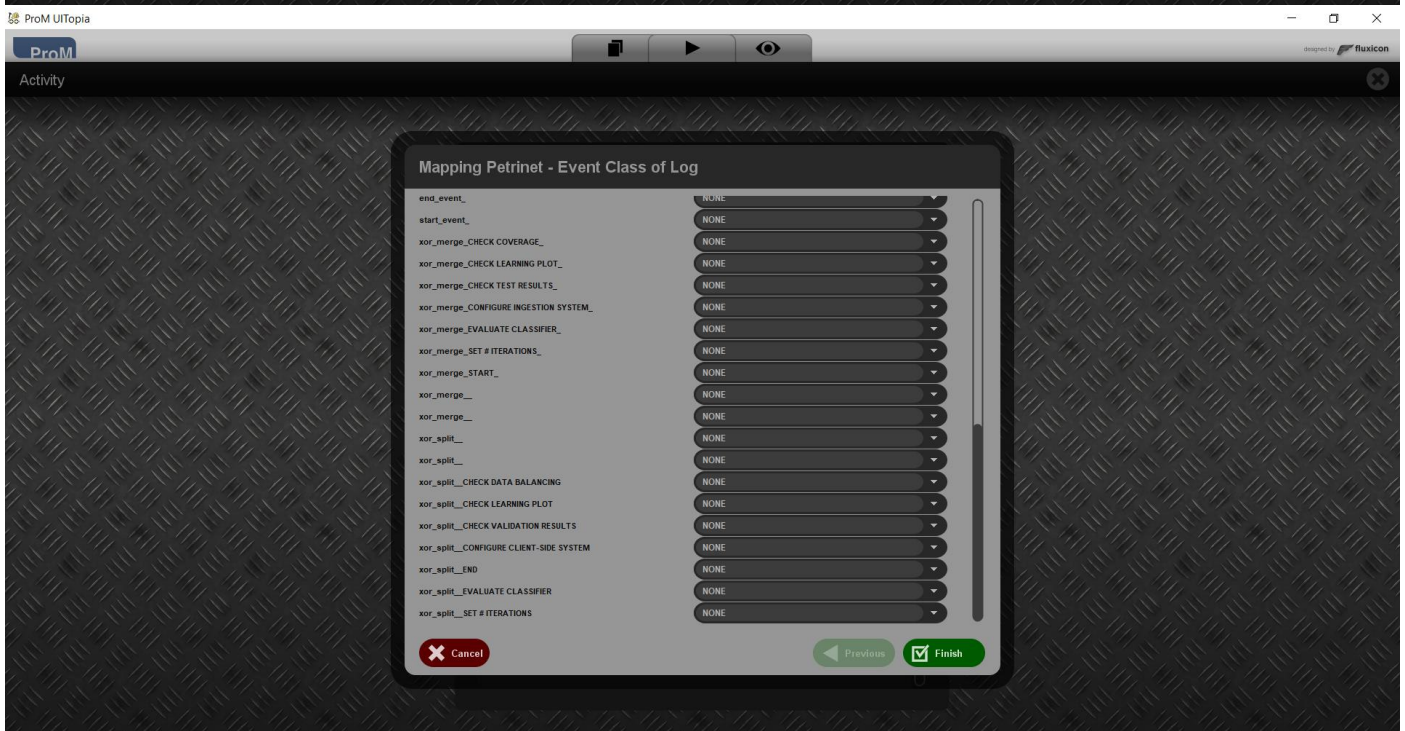 ProM UITopia
ProM
designed by fluxicon
Activity
Mapping Petrinet - Event Class of Log
end_event_ NONE
start_event_ NONE
xor_merge_CHECK COVERAGE_ NONE
xor_merge_CHECK LEARNING PLOT_ NONE
xor_merge_CHECK TEST RESULTS_ NONE
xor_merge_CONFIGURE INGESTION SYSTEM_ NONE
xor_merge_EVALUATE CLASSIFIER_ NONE
xor_merge_SET # ITERATIONS_ NONE
xor_merge_START_ NONE
xor_merge__ NONE
xor_merge__ NONE
xor_split__ NONE
xor_split__ NONE
xor_split__CHECK DATA BALANCING NONE
xor_split__CHECK LEARNING PLOT NONE
xor_split__CHECK VALIDATION RESULTS NONE
xor_split__CONFIGURE CLIENT-SIDE SYSTEM NONE
xor_split__END NONE
xor_split__EVALUATE CLASSIFIER NONE
xor_split__SET # ITERATIONS NONE
Cancel Previous Finish